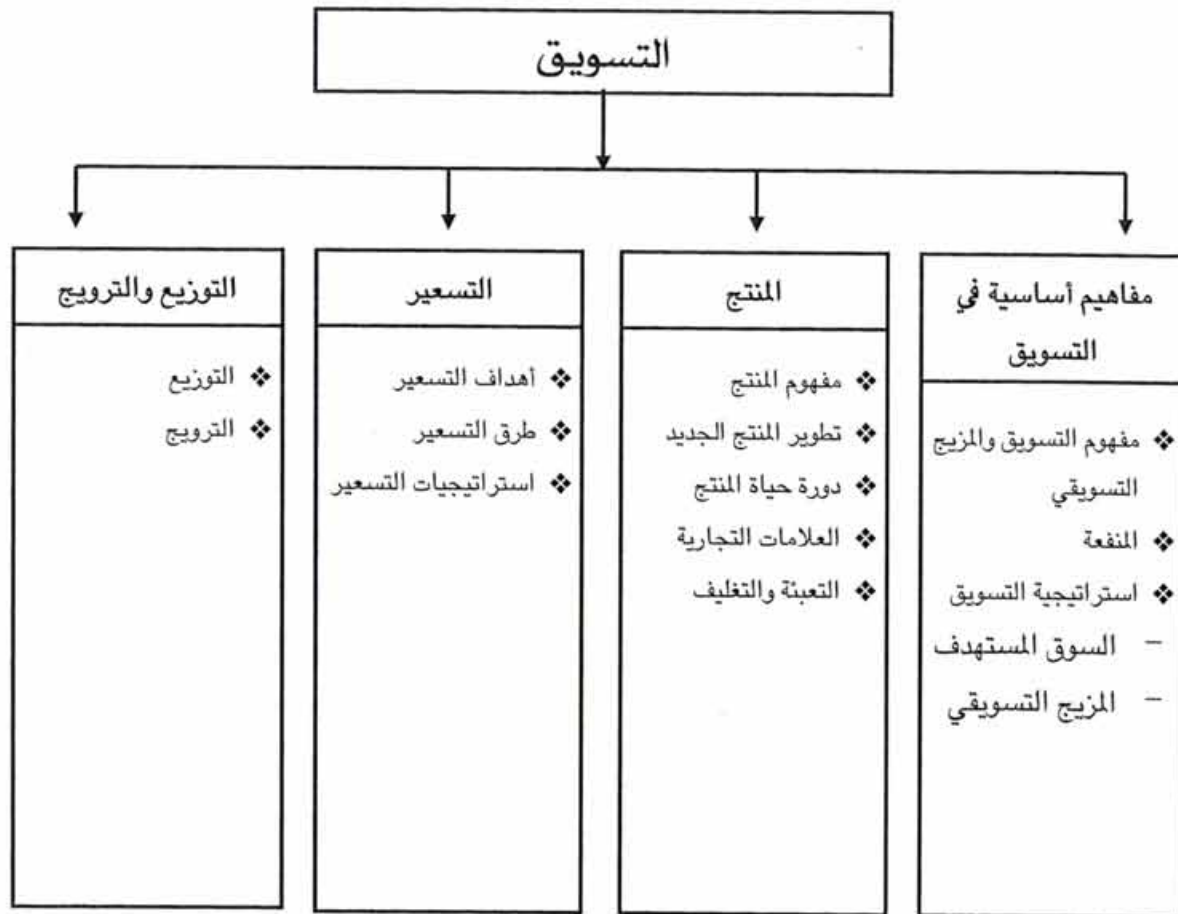 التسويق
مفاهيم أساسية في
التسويق
❖ مفهوم التسويق والمزيج
التسويقي
❖ المنفعة
❖ استراتيجية التسويق
– السوق المستهدف
– المزيج التسويقي
المنتج
❖ مفهوم المنتج
❖ تطوير المنتج الجديد
❖ دورة حياة المنتج
❖ العلامات التجارية
❖ التعبئة والتغليف
التسعير
❖ أهداف التسعير
❖ طرق التسعير
❖ استراتيجيات التسعير
التوزيع والترويج
❖ التوزيع
❖ الترويج